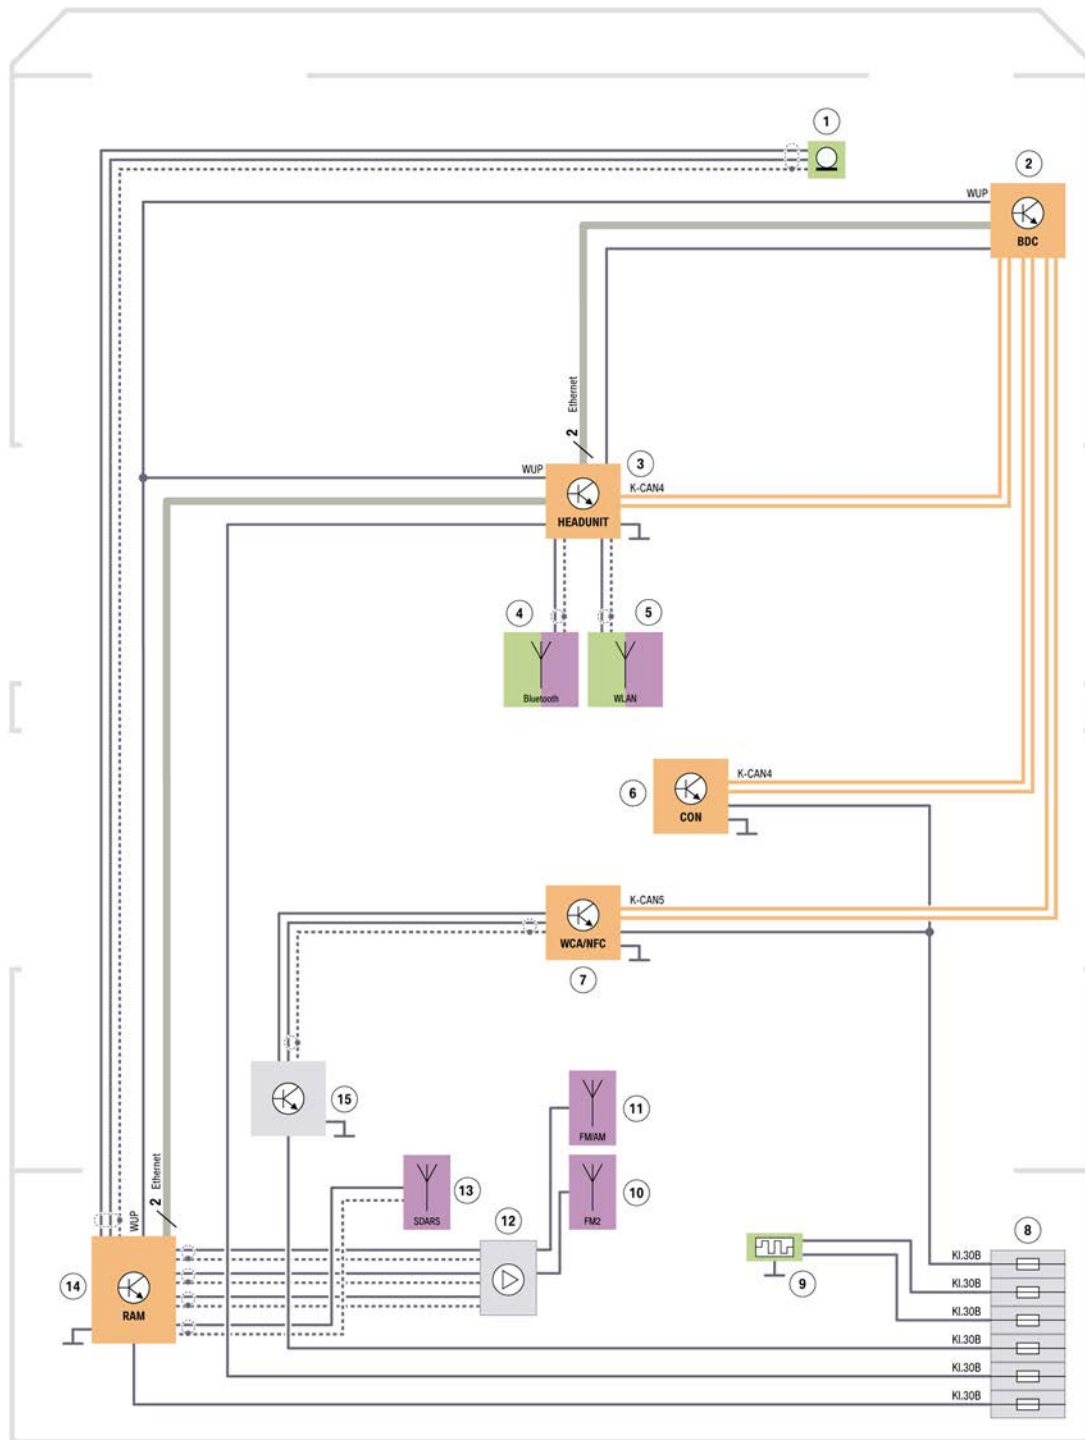 1
2
WUP
BDC
Ethernet
2
3
WUP
K-CAN4
HEADUNIT
4
5
Bluetooth
WLAN
K-CAN4
6
CON
K-CAN5
WCA/NFC
7
15
11
FM/AM
Ethernet
2
WUP
13
SDARS
10
FM2
12
8
14
RAM
9
Kl.30B
Kl.30B
Kl.30B
Kl.30B
Kl.30B
Kl.30B